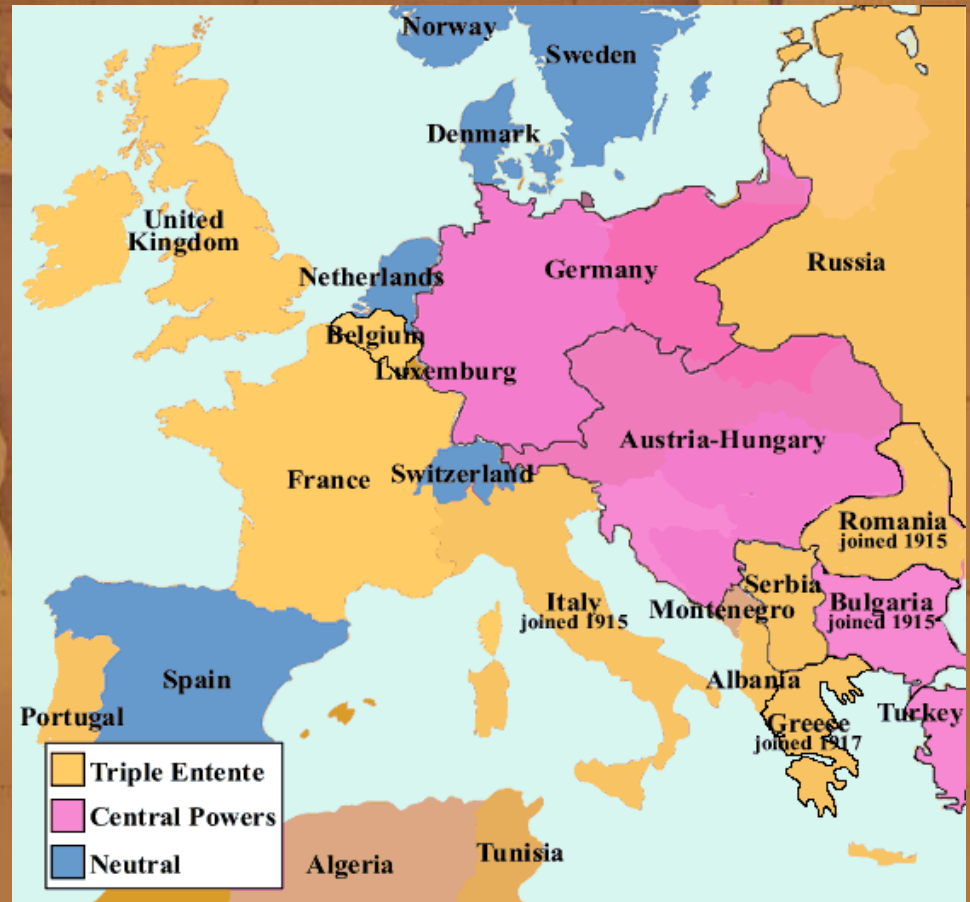 Norway
Sweden
Denmark
United
Kingdom
Netherlands
Germany
Russia
Belgium
Luxemburg
Austria-Hungary
France
Switzerland
Romania
joined 1915
Serbia
Italy
joined 1915
Montenegro
Bulgaria
joined 1915
Spain
Albania
Portugal
Greece
joined 1917
Turkey
Triple Entente
Central Powers
Neutral
Algeria
Tunisia